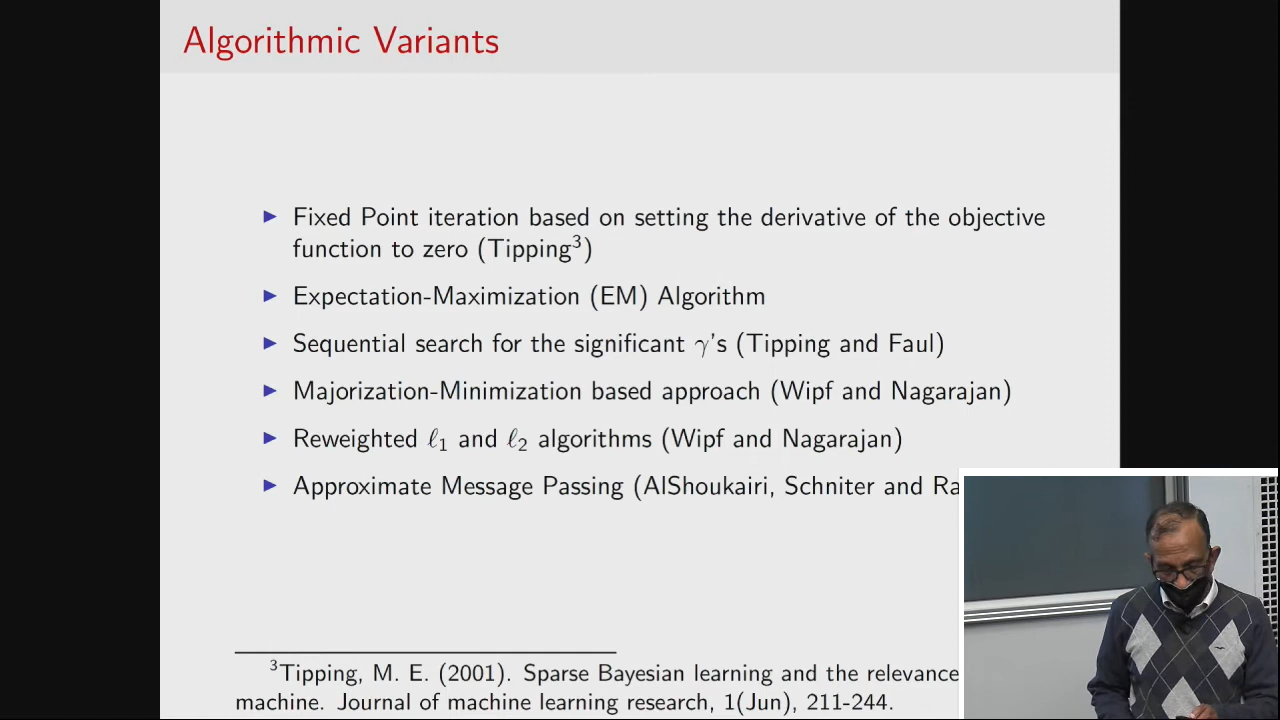 Algorithmic Variants
▶ Fixed Point iteration based on setting the derivative of the objective
function to zero (Tipping³)
▶ Expectation-Maximization (EM) Algorithm
▶ Sequential search for the significant γ's (Tipping and Faul)
▶ Majorization-Minimization based approach (Wipf and Nagarajan)
▶ Reweighted ℓ₁ and ℓ₂ algorithms (Wipf and Nagarajan)
▶ Approximate Message Passing (AlShoukairi, Schniter and
³Tipping, M. E. (2001). Sparse Bayesian learning and the relevance
machine. Journal of machine learning research, 1(Jun), 211-244.